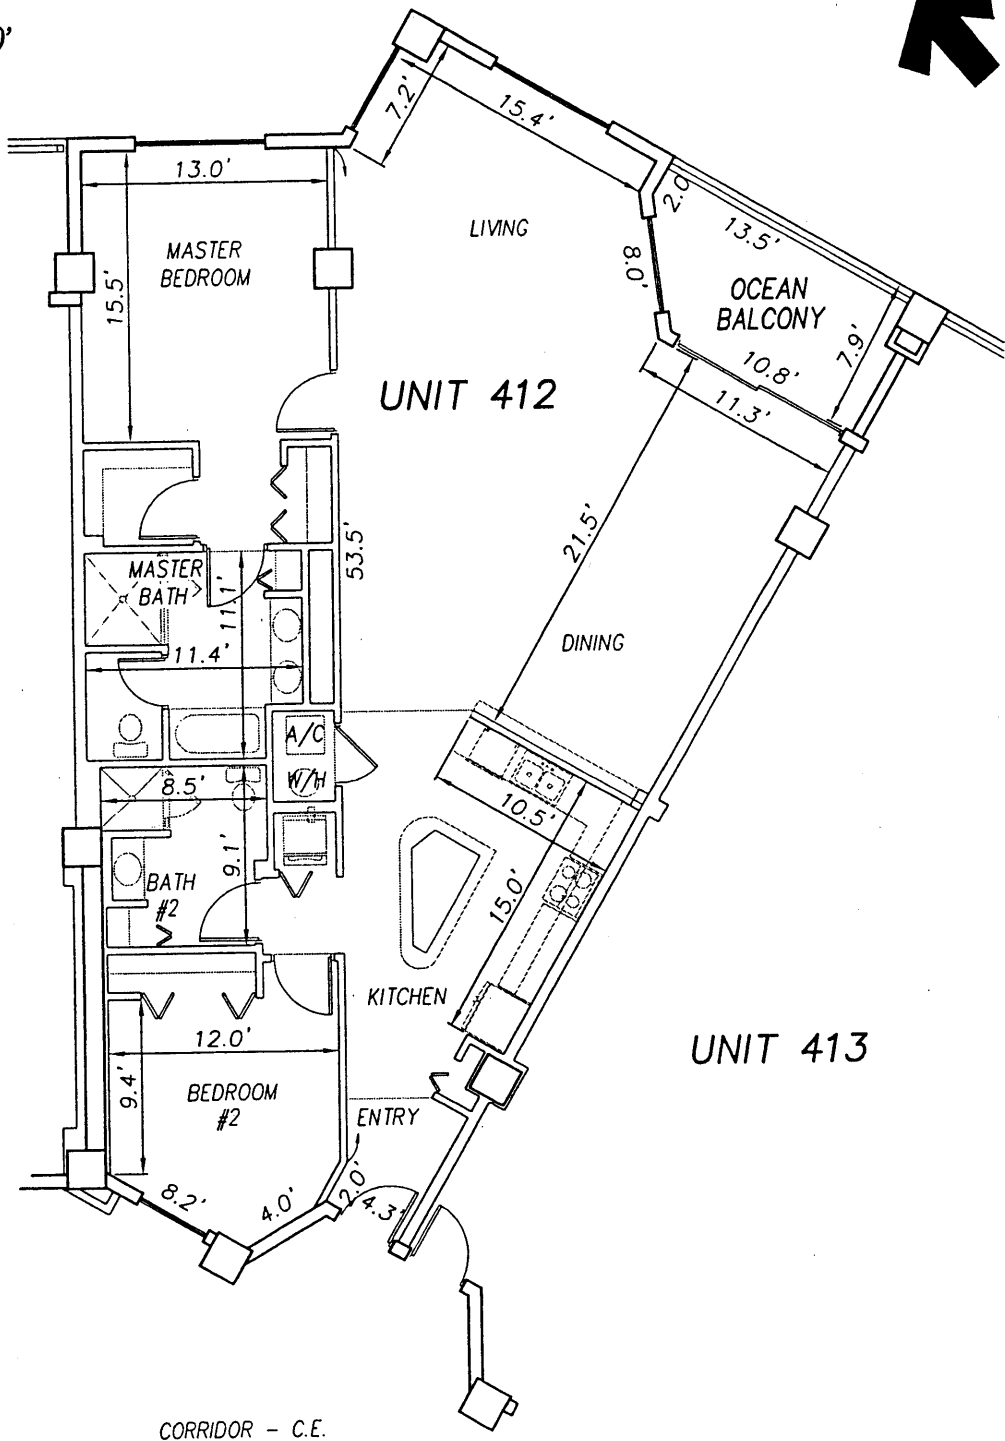 0'
7.2'
15.4'
13.0'
2.0
13.5'
LIVING
MASTER
BEDROOM
8.0'
15.5'
OCEAN
BALCONY
7.9'
10.8'
UNIT 412
11.3'
21.5'
53.5'
MASTER
BATH
11.1'
11.4'
DINING
A/C
W/H
8.5'
10.5'
9.1'
BATH
#2
15.0'
KITCHEN
12.0'
UNIT 413
9.4'
BEDROOM
#2
ENTRY
8.2'
4.0'
2.0'
4.3'
CORRIDOR - C.E.